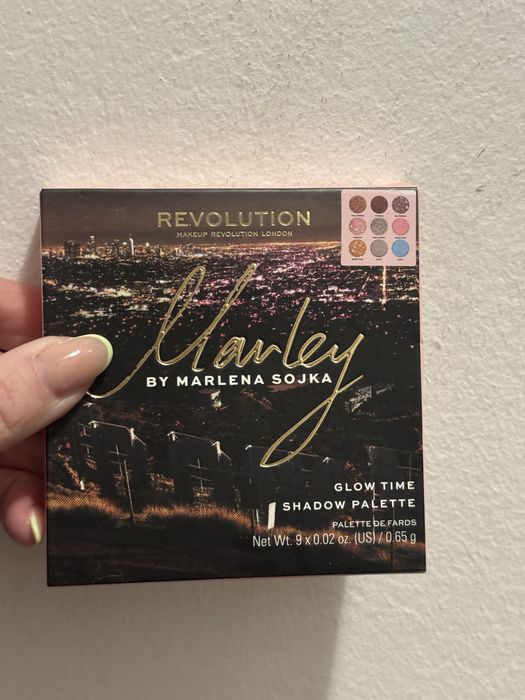 REVOLUTION
MAKEUP REVOLUTION LONDON
Marley
BY MARLENA SOJKA
GLOW TIME
SHADOW PALETTE
PALETTE DE FARDS
Net Wt. 9 x 0.02 oz. (US) / 0.65 g